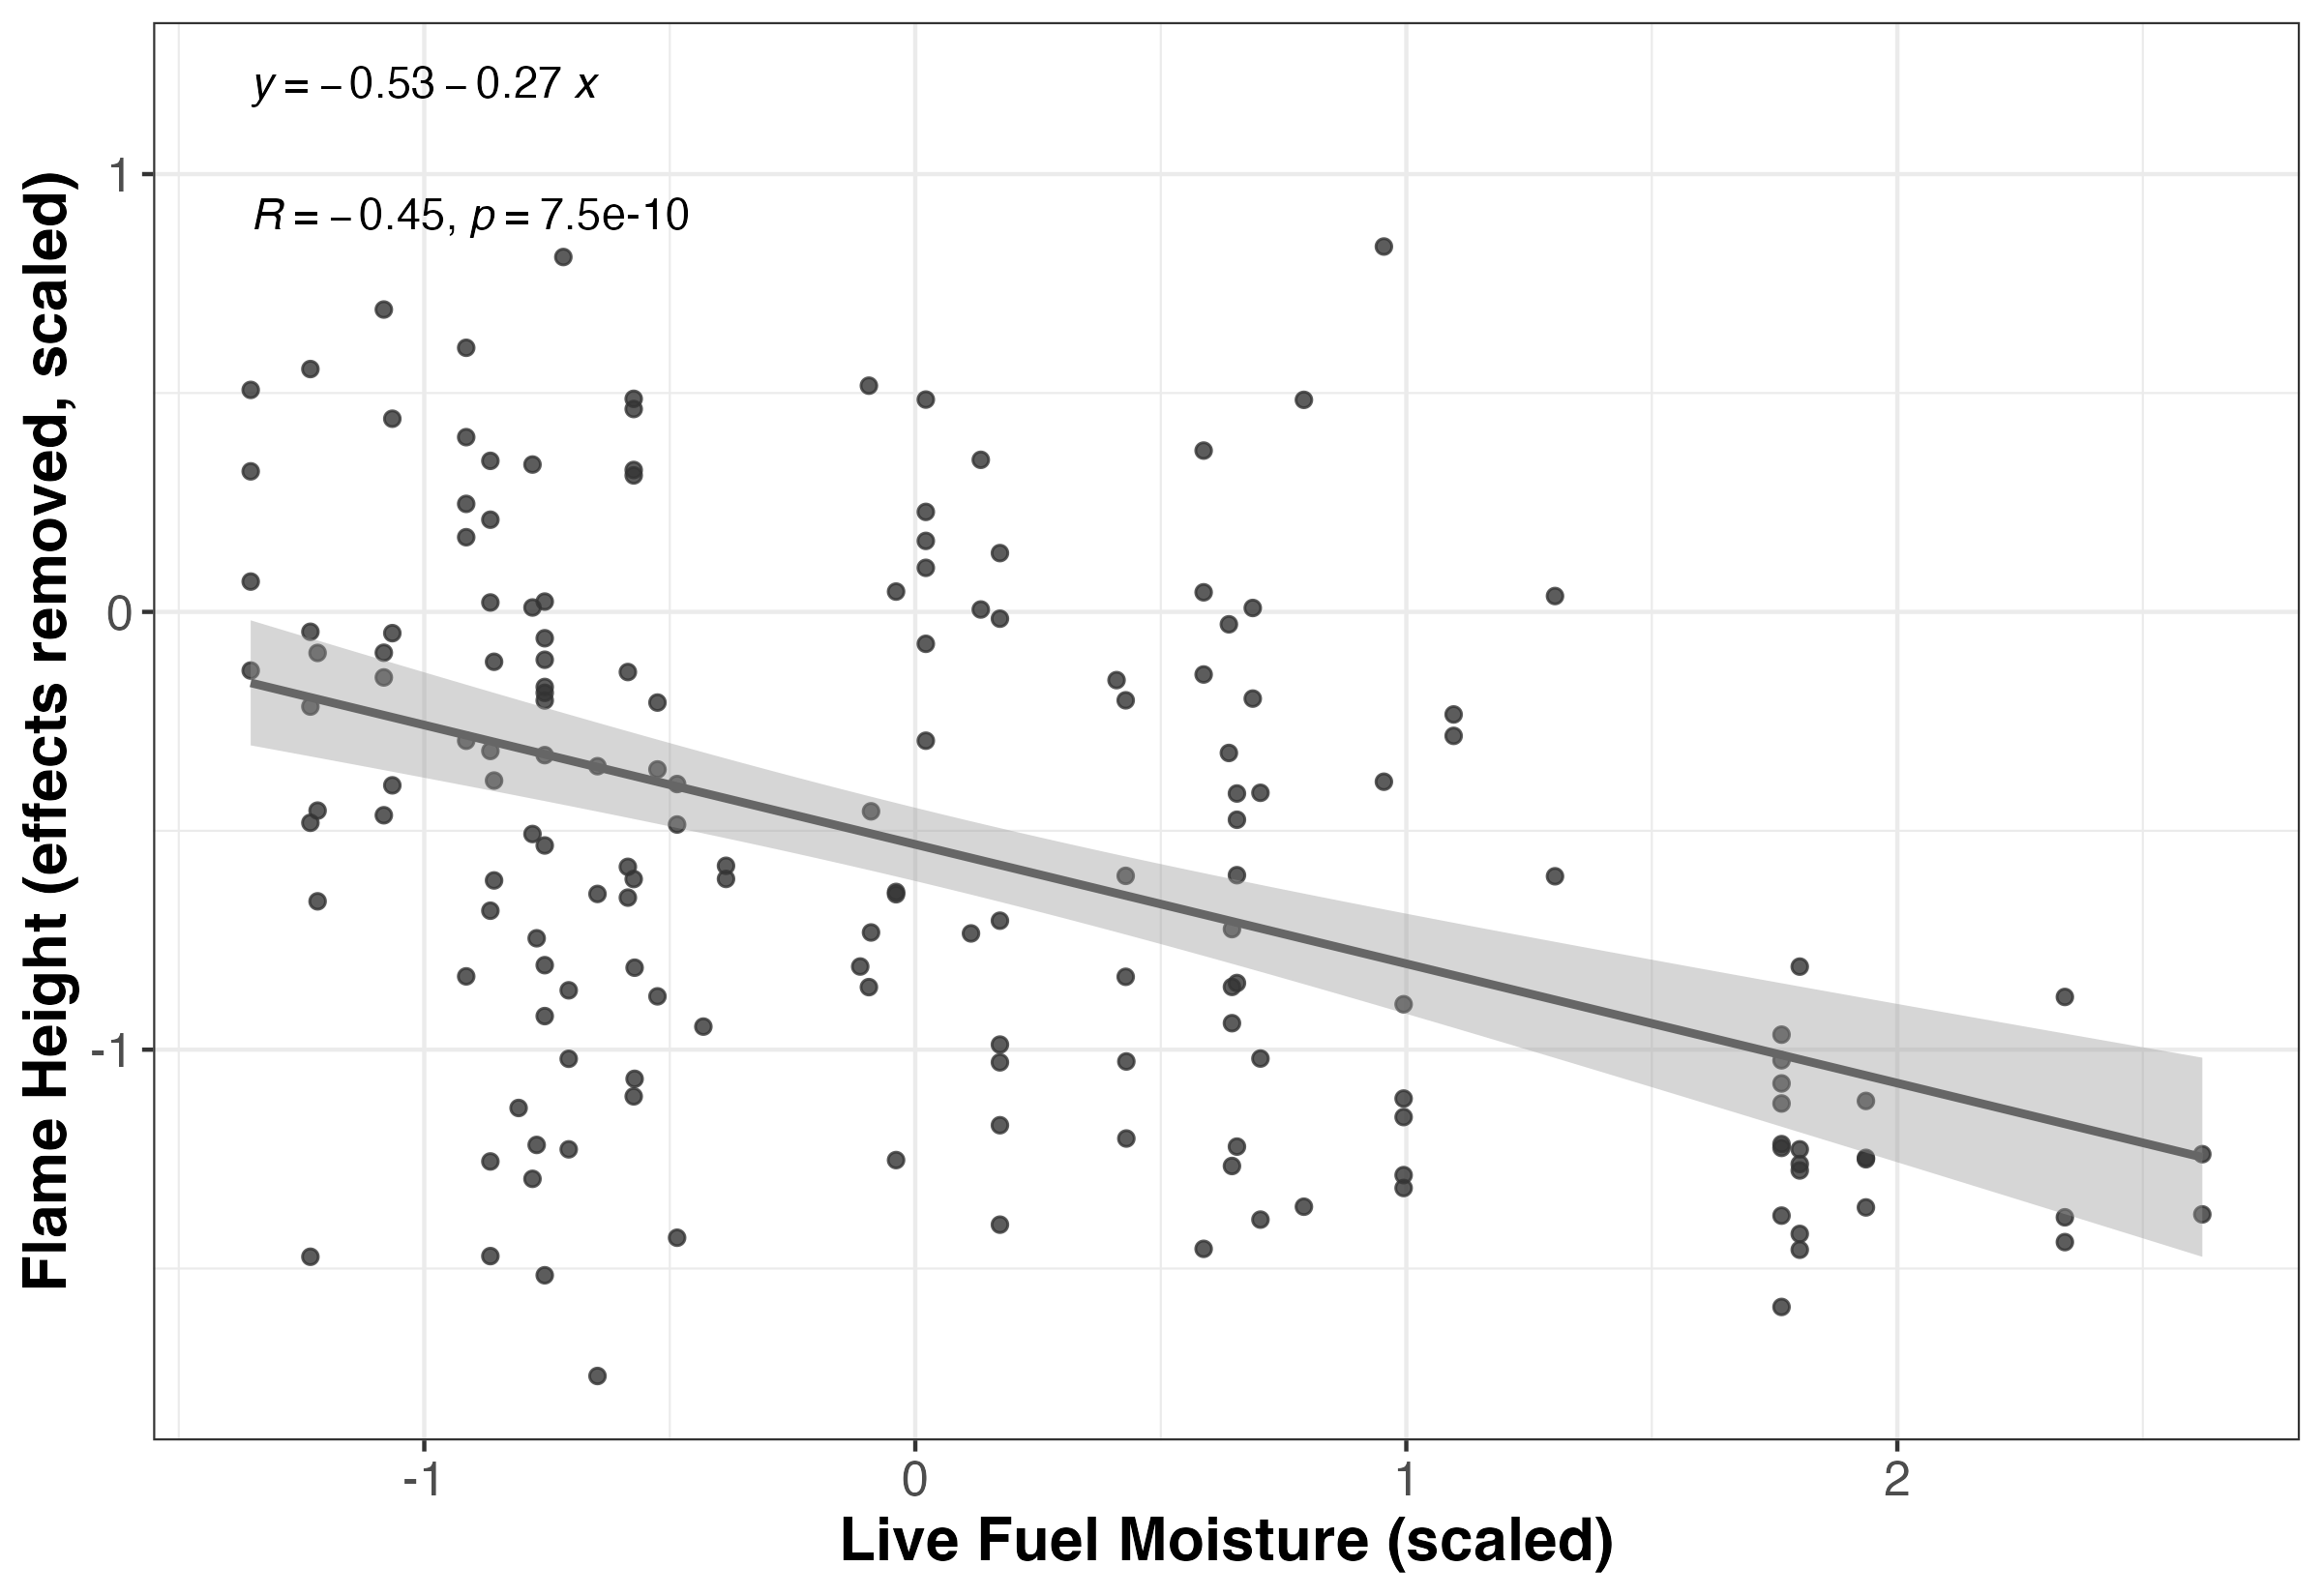 y = −0.53 − 0.27 x
R = −0.45, p = 7.5e-10
Flame Height (effects removed, scaled)
1
0
-1
-1 0 1 2
Live Fuel Moisture (scaled)